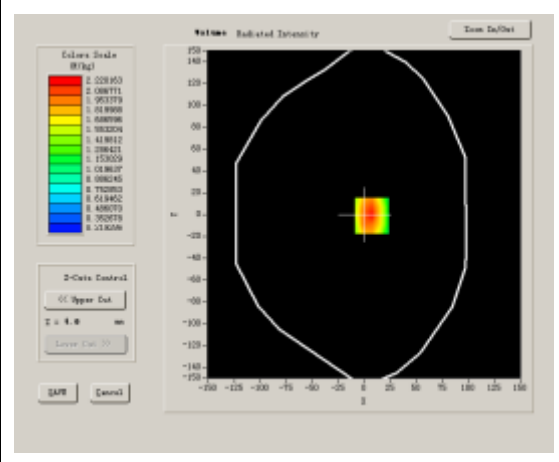 Volume Radiated Intensity
Zoom In/Out
Colors Scale
(W/kg)
2.220163
2.086771
1.953379
1.819988
1.686596
1.553204
1.419812
1.286421
1.153029
1.019637
0.886245
0.752853
0.619462
0.486070
0.352678
0.219286
150
140
120
100
80
60
40
20
0
-20
-40
-60
-80
-100
-120
-140
-150
-150 -125 -100 -75 -50 -25 0 25 50 75 100 125 150
X
Z-Cuts Control
<< Upper Cut
Z = 4.0 mm
Lower Cut >>
SAVE
Cancel